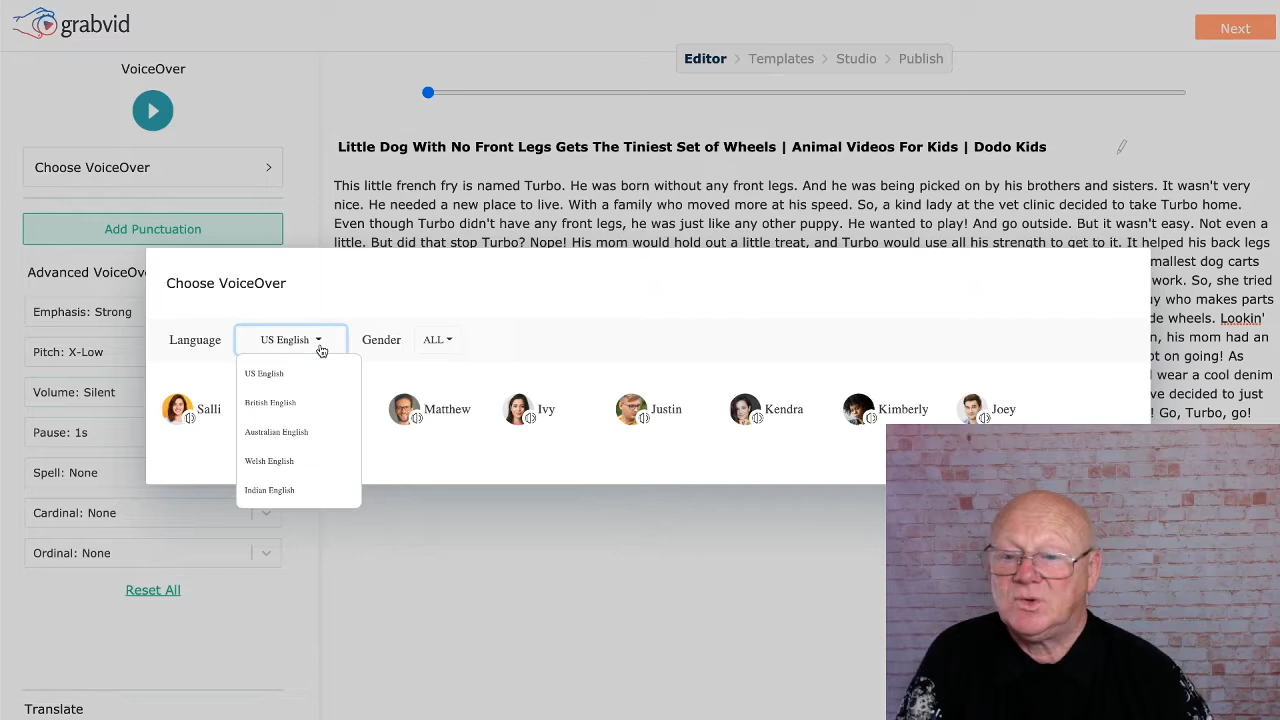 grabvid
Next
VoiceOver
Editor > Templates > Studio > Publish
Choose VoiceOver
Little Dog With No Front Legs Gets The Tiniest Set of Wheels | Animal Videos For Kids | Dodo Kids
This little french fry is named Turbo. He was born without any front legs. And he was being picked on by his brothers and sisters. It wasn't very
nice. He needed a new place to live. With a family who moved more at his speed. So, a kind lady at the vet clinic decided to take Turbo home.
Even though Turbo didn't have any front legs, he was just like any other puppy. He wanted to play! And go outside. But it wasn't easy. Not even a
little. But did that stop Turbo? Nope! His mom would hold out a little treat, and Turbo would use all his strength to get to it. It helped his back legs
smallest dog carts
work. So, she tried
who makes parts
wheels. Lookin'
, his mom had an
on going! As
wear a cool denim
decided to just
! Go, Turbo, go!
Add Punctuation
Advanced
Emphasis: Strong
Pitch: X-Low
Volume: Silent
Pause: 1s
Spell: None
Cardinal: None
Ordinal: None
Reset All
Translate
Choose VoiceOver
Language US English Gender ALL
US English
British English
Australian English
Welsh English
Indian English
Salli Matthew Ivy Justin Kendra Kimberly Joey